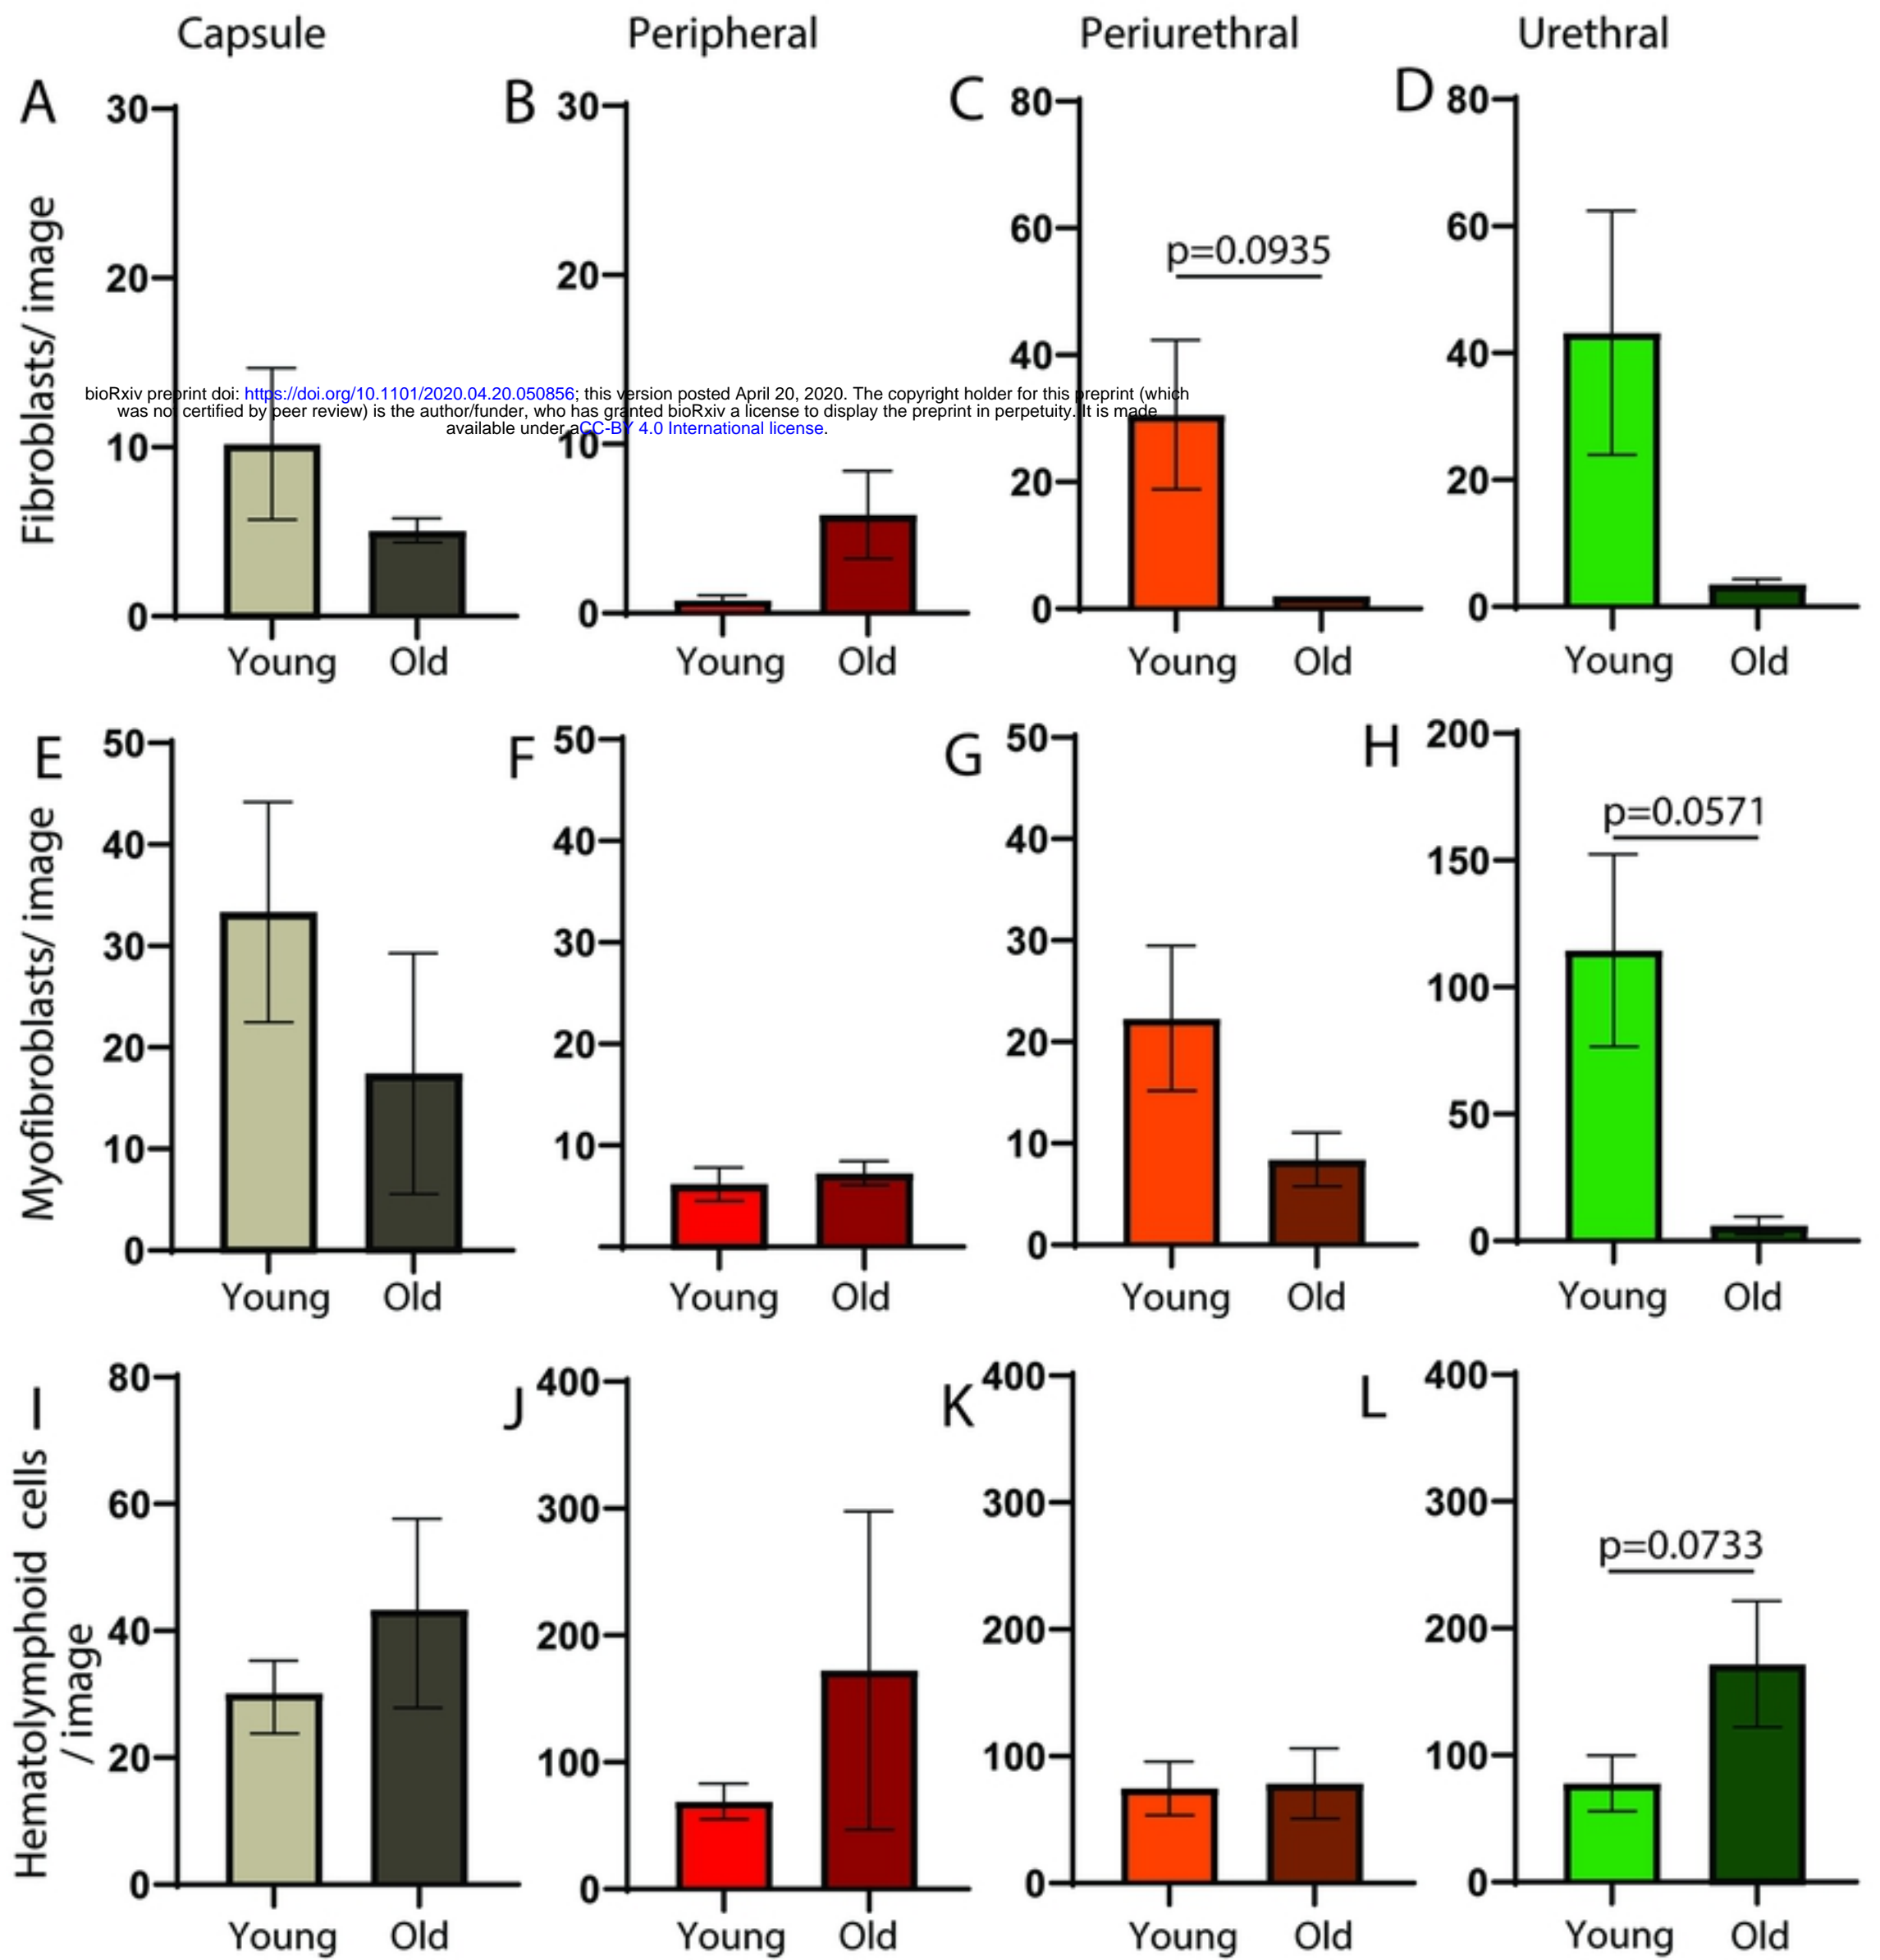 Capsule Peripheral Periurethral Urethral
A B C D
Fibroblasts/ image
30 20 10 0
30 20 10 0
80 60 40 20 0
80 60 40 20 0
p=0.0935
bioRxiv preprint doi: https://doi.org/10.1101/2020.04.20.050856; this version posted April 20, 2020. The copyright holder for this preprint (which
was not certified by peer review) is the author/funder, who has granted bioRxiv a license to display the preprint in perpetuity. It is made
available under aCC-BY 4.0 International license.
Young Old Young Old Young Old Young Old
E F G H
Myofibroblasts/ image
50 40 30 20 10 0
50 40 30 20 10
50 40 30 20 10 0
200 150 100 50 0
p=0.0571
Young Old Young Old Young Old Young Old
I J K L
Hematolymphoid cells
/ image
80 60 40 20 0
400 300 200 100 0
400 300 200 100 0
400 300 200 100 0
p=0.0733
Young Old Young Old Young Old Young Old